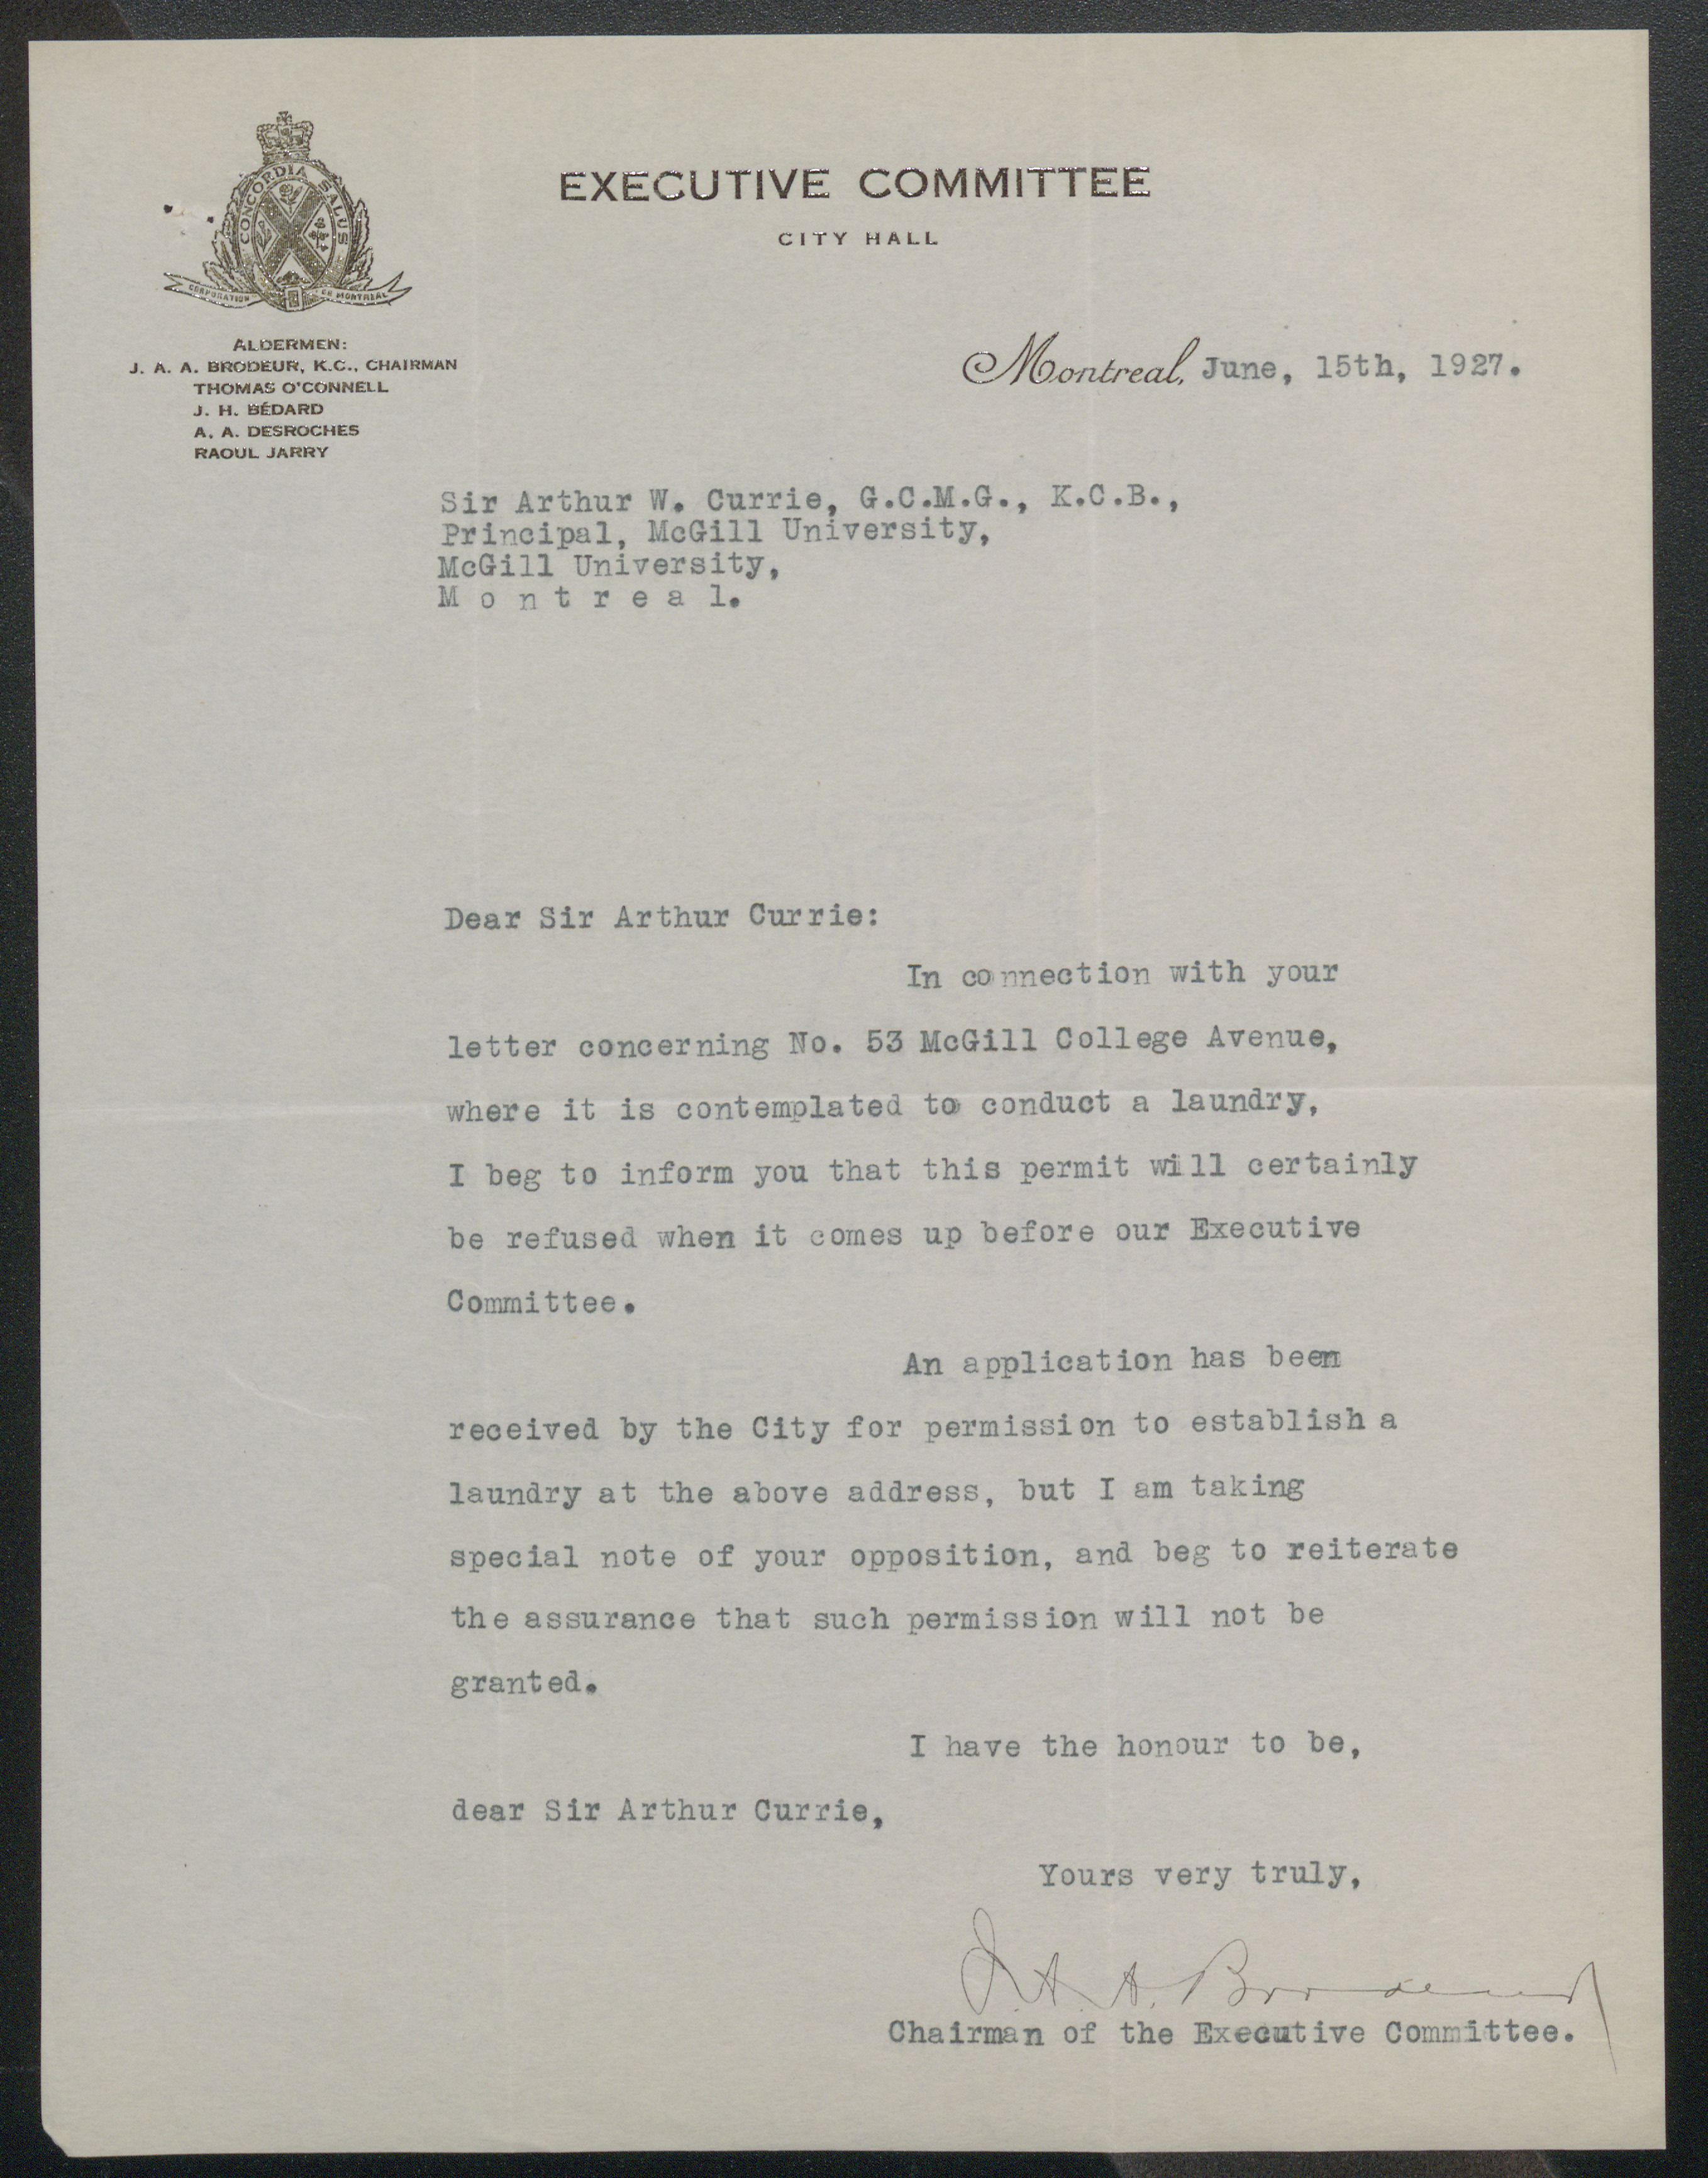 CONCORDIA SALUS
CORPORATION OF MONTREAL
EXECUTIVE COMMITTEE
CITY HALL
ALDERMEN:
J. A. A. BRODEUR, K.C., CHAIRMAN
THOMAS O'CONNELL
J. H. BÉDARD
A. A. DESROCHES
RAOUL JARRY
Montreal, June, 15th, 1927.
Sir Arthur W. Currie, G.C.M.G., K.C.B.,
Principal, McGill University,
McGill University,
M o n t r e a l.
Dear Sir Arthur Currie:
In connection with your
letter concerning No. 53 McGill College Avenue,
where it is contemplated to conduct a laundry,
I beg to inform you that this permit will certainly
be refused when it comes up before our Executive
Committee.
An application has been
received by the City for permission to establish a
laundry at the above address, but I am taking
special note of your opposition, and beg to reiterate
the assurance that such permission will not be
granted.
I have the honour to be,
dear Sir Arthur Currie,
Yours very truly,
J. A. A. Brodeur
Chairman of the Executive Committee.